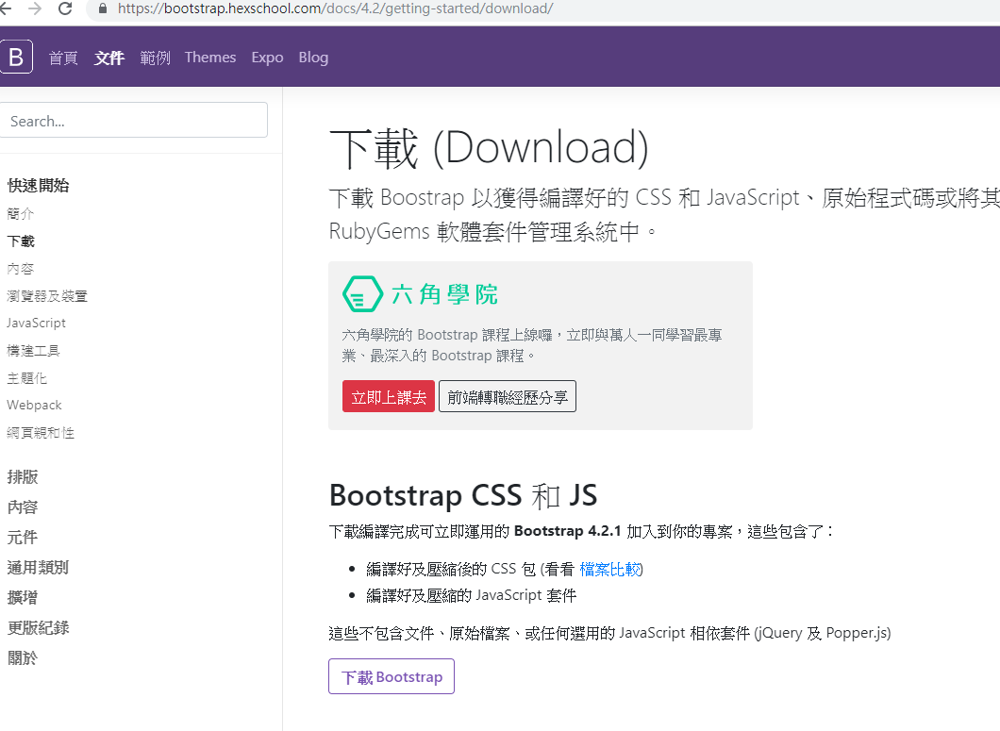 https://bootstrap.hexschool.com/docs/4.2/getting-started/download/
B 首頁 文件 範例 Themes Expo Blog
Search...
快速開始
簡介
下載
內容
瀏覽器及裝置
JavaScript
構建工具
主題化
Webpack
網頁親和性
排版
內容
元件
通用類別
擴增
更版紀錄
關於
下載 (Download)
下載 Boostrap 以獲得編譯好的 CSS 和 JavaScript、原始程式碼或將其
RubyGems 軟體套件管理系統中。
六角學院
六角學院的 Bootstrap 課程上線囉，立即與萬人一同學習最專
業、最深入的 Bootstrap 課程。
立即上課去 前端轉職經歷分享
Bootstrap CSS 和 JS
下載編譯完成可立即運用的 Bootstrap 4.2.1 加入到你的專案，這些包含了：
編譯好及壓縮後的 CSS 包 (看看 檔案比較)
編譯好及壓縮的 JavaScript 套件
這些不包含文件、原始檔案、或任何選用的 JavaScript 相依套件 (jQuery 及 Popper.js)
下載 Bootstrap